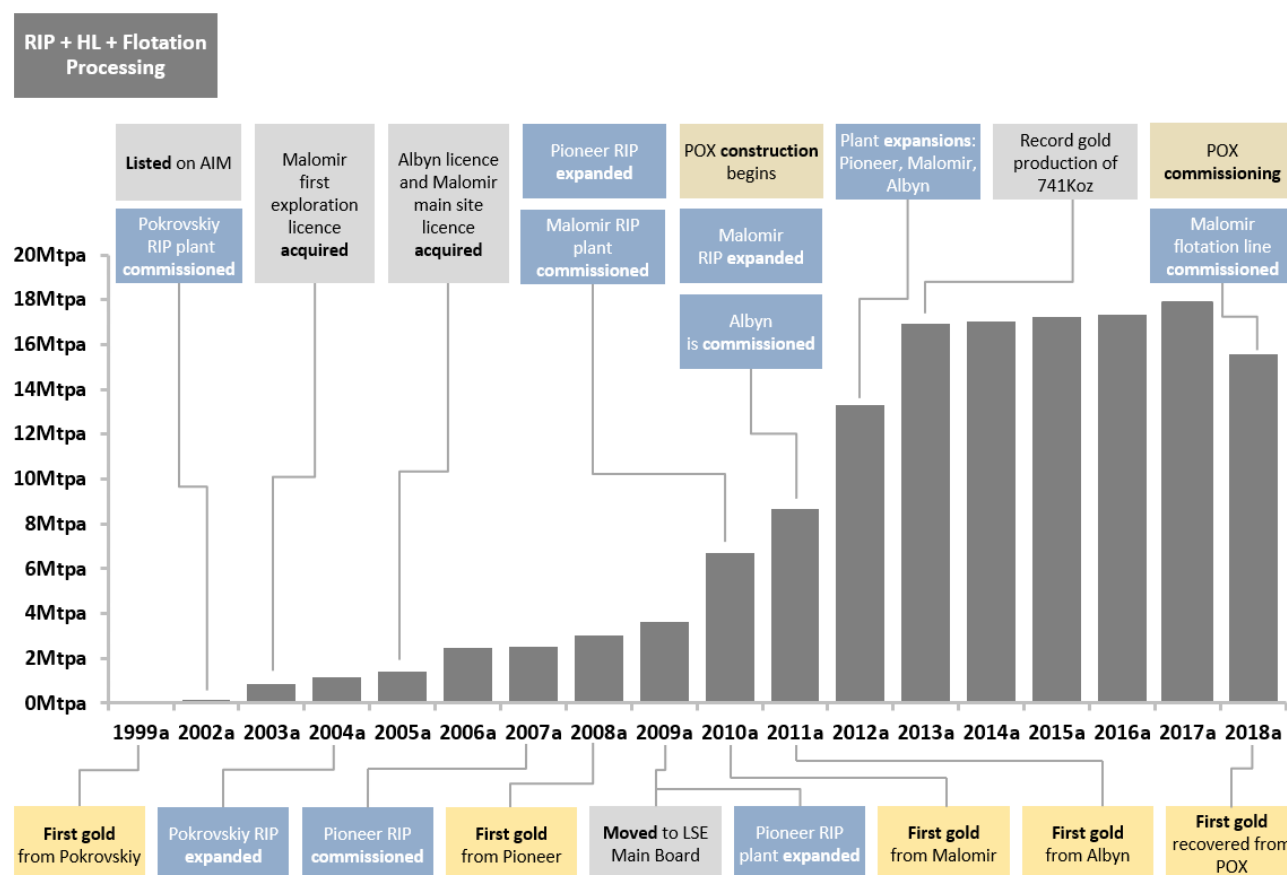 RIP + HL + Flotation
Processing
Listed on AIM
Pokrovskiy
RIP plant
commissioned
Malomir
first
exploration
licence
acquired
Albyn licence
and Malomir
main site
licence
acquired
Pioneer RIP
expanded
Malomir RIP
plant
commissioned
POX construction
begins
Malomir
RIP expanded
Albyn
is commissioned
Plant expansions:
Pioneer, Malomir,
Albyn
Record gold
production of
741Koz
POX
commissioning
Malomir
flotation line
commissioned
20Mtpa
18Mtpa
16Mtpa
14Mtpa
12Mtpa
10Mtpa
8Mtpa
6Mtpa
4Mtpa
2Mtpa
0Mtpa
1999a 2002a 2003a 2004a 2005a 2006a 2007a 2008a 2009a 2010a 2011a 2012a 2013a 2014a 2015a 2016a 2017a 2018a
First gold
from Pokrovskiy
Pokrovskiy RIP
expanded
Pioneer RIP
commissioned
First gold
from Pioneer
Moved to LSE
Main Board
Pioneer RIP
plant expanded
First gold
from Malomir
First gold
from Albyn
First gold
recovered from
POX